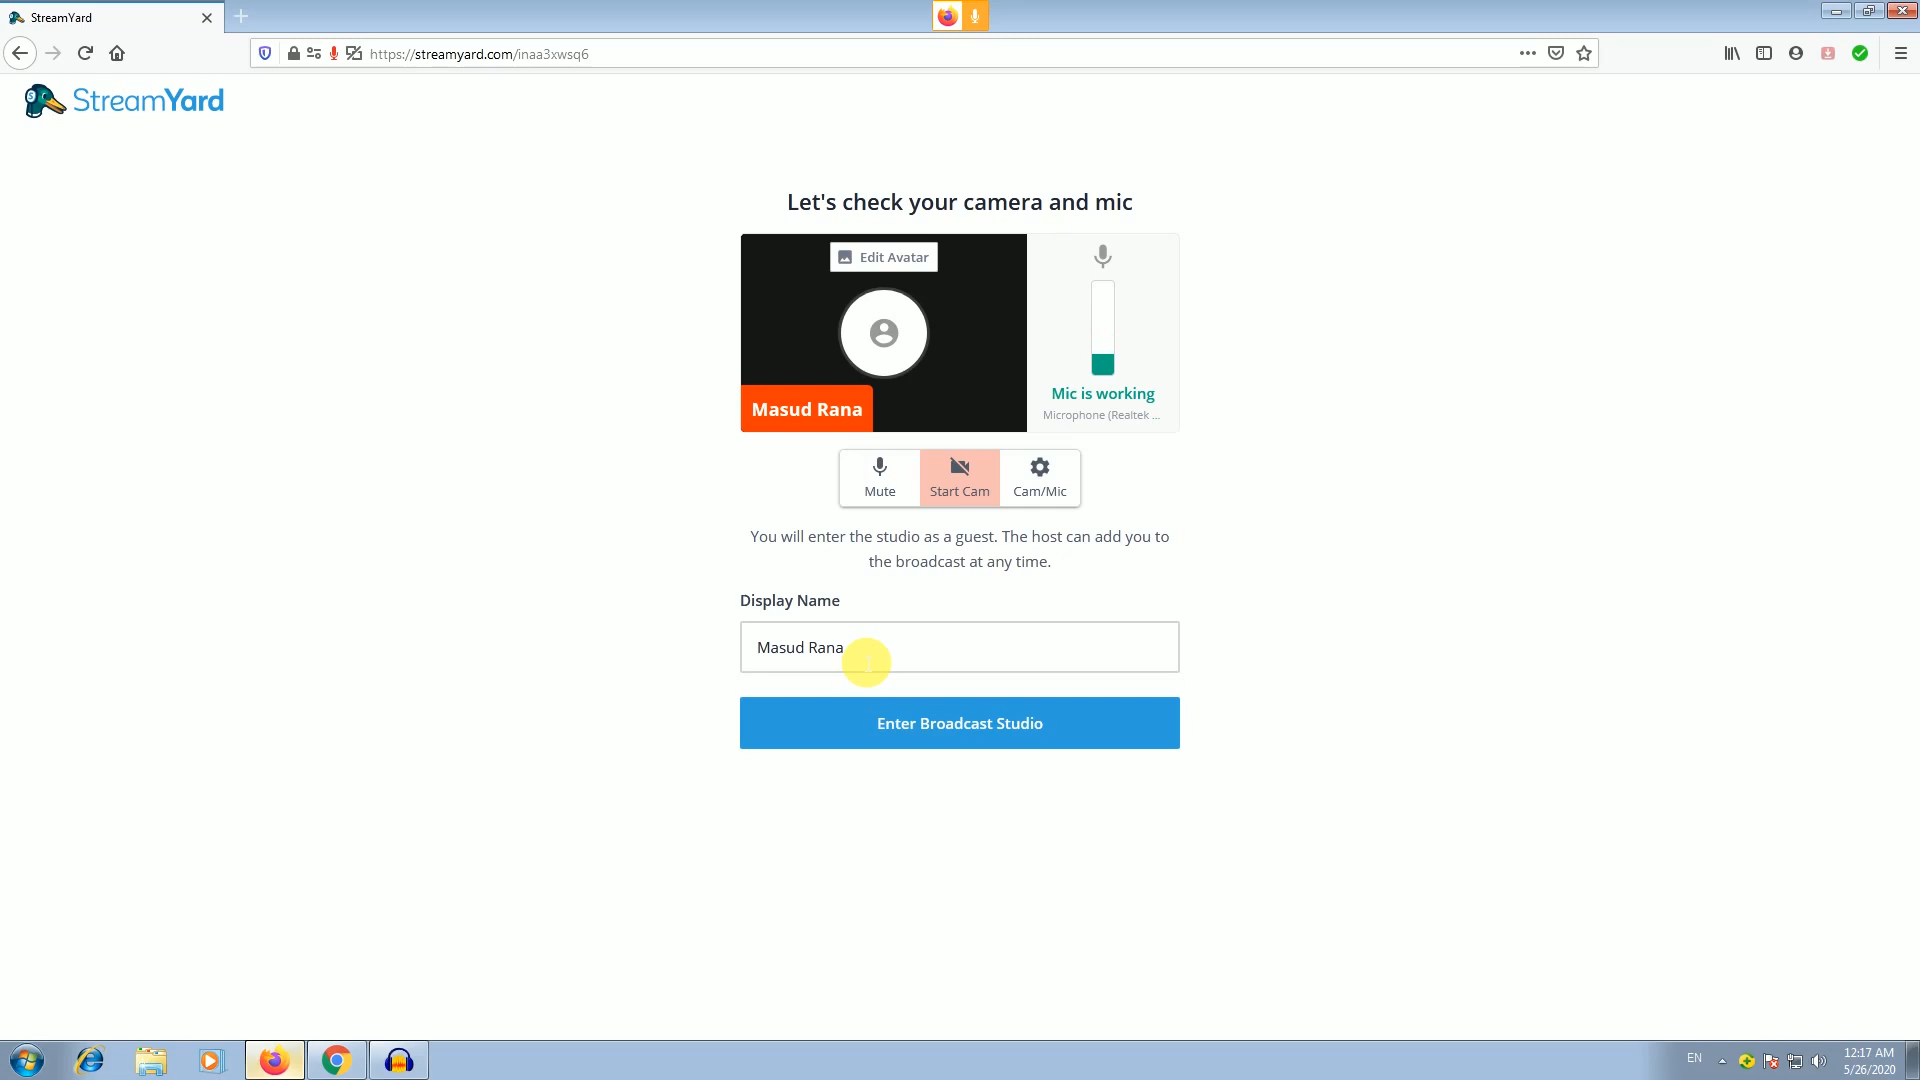 StreamYard
https://streamyard.com/inaa3xwsq6
StreamYard
Let's check your camera and mic
Edit Avatar
Masud Rana
Mic is working
Microphone (Realtek ...
Mute
Start Cam
Cam/Mic
You will enter the studio as a guest. The host can add you to
the broadcast at any time.
Display Name
Masud Rana
Enter Broadcast Studio
EN
12:17 AM
5/26/2020